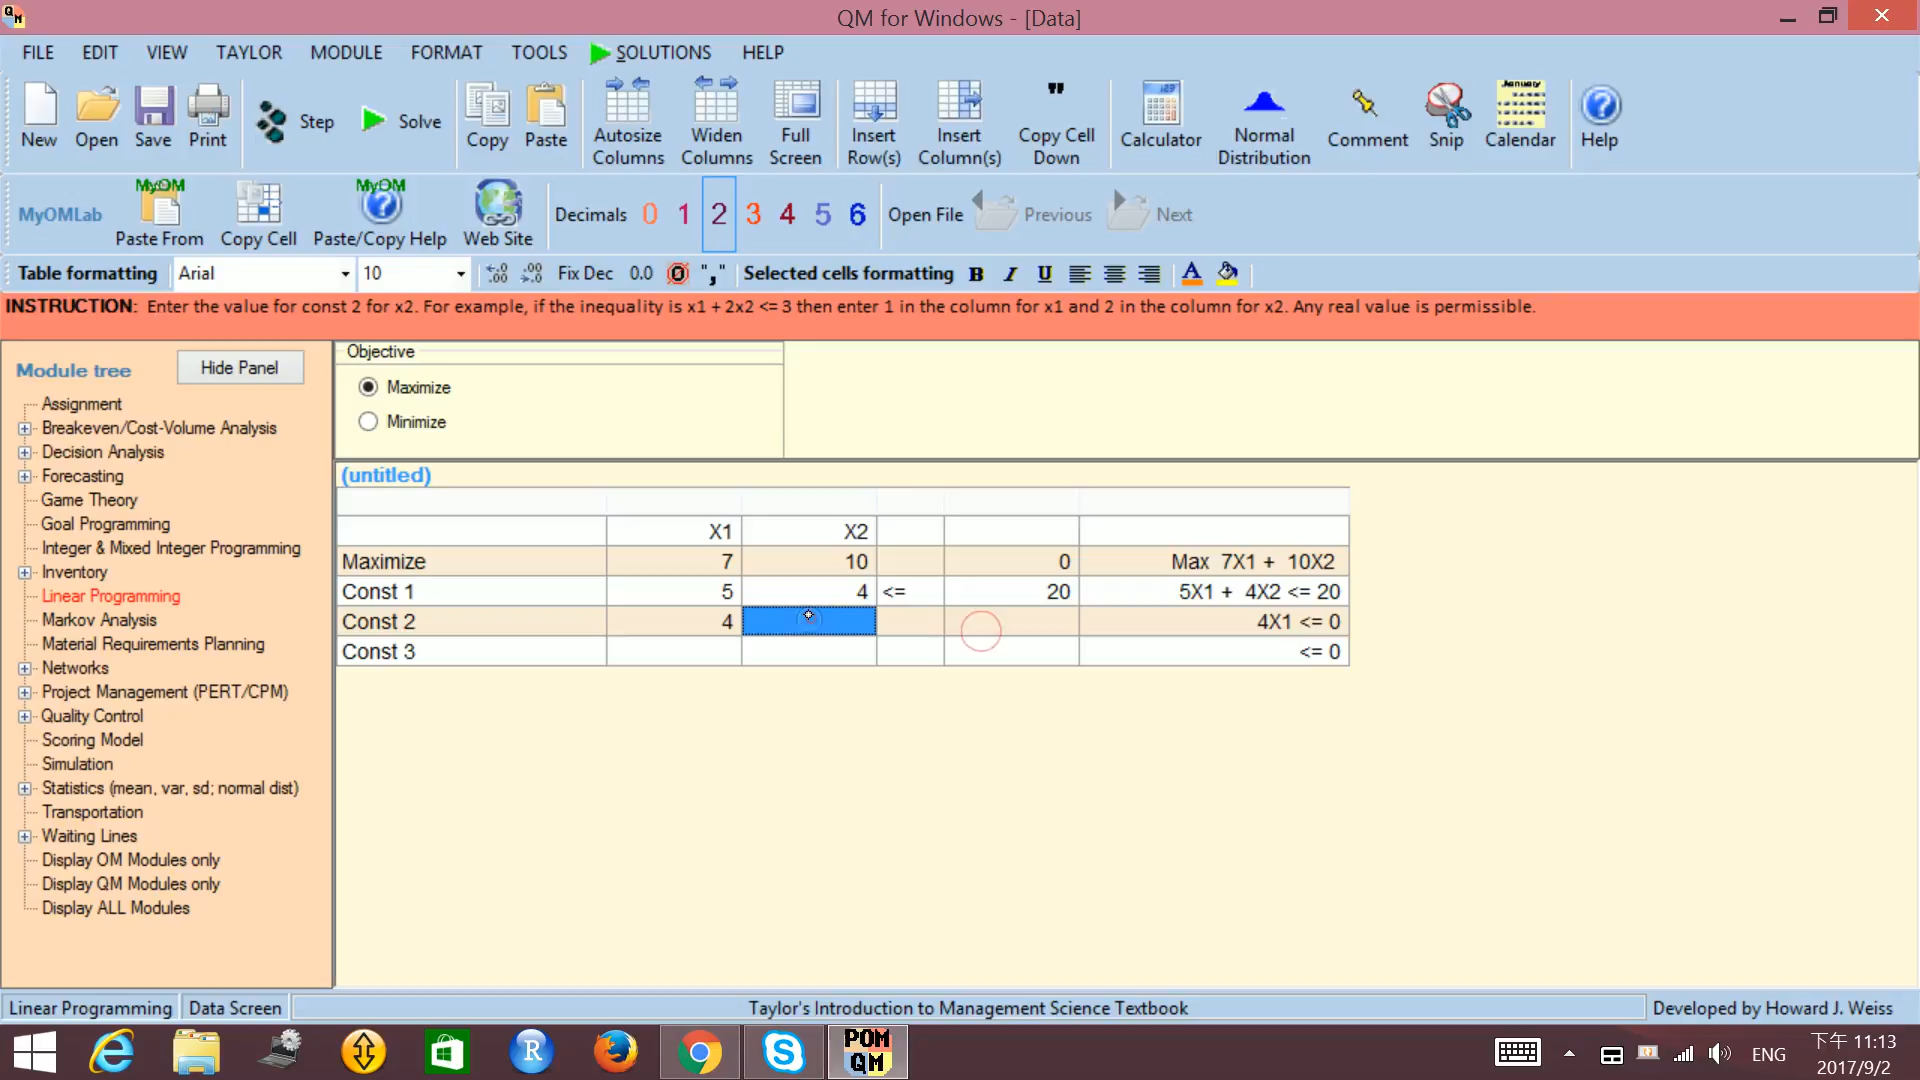 QM for Windows - [Data]
FILE EDIT VIEW TAYLOR MODULE FORMAT TOOLS SOLUTIONS HELP
New Open Save Print Step Solve Copy Paste Autosize Columns Widen Columns Full Screen Insert Row(s) Insert Column(s) Copy Cell Down Calculator Normal Distribution Comment Snip January Calendar Help
MyOMLab MyOM Paste From Copy Cell MyOM Paste/Copy Help Web Site Decimals 0 1 2 3 4 5 6 Open File Previous Next
Table formatting Arial 10 Fix Dec 0.0 "," Selected cells formatting B I U A
INSTRUCTION: Enter the value for const 2 for x2. For example, if the inequality is x1 + 2x2 <= 3 then enter 1 in the column for x1 and 2 in the column for x2. Any real value is permissible.
Module tree Hide Panel
Assignment
Breakeven/Cost-Volume Analysis
Decision Analysis
Forecasting
Game Theory
Goal Programming
Integer & Mixed Integer Programming
Inventory
Linear Programming
Markov Analysis
Material Requirements Planning
Networks
Project Management (PERT/CPM)
Quality Control
Scoring Model
Simulation
Statistics (mean, var, sd; normal dist)
Transportation
Waiting Lines
Display OM Modules only
Display QM Modules only
Display ALL Modules
Objective
Maximize
Minimize
(untitled)
X1 X2
Maximize 7 10 0 Max 7X1 + 10X2
Const 1 5 4 <= 20 5X1 + 4X2 <= 20
Const 2 4 4X1 <= 0
Const 3 <= 0
Linear Programming Data Screen Taylor's Introduction to Management Science Textbook Developed by Howard J. Weiss
POM QM ENG 下午 11:13
2017/9/2